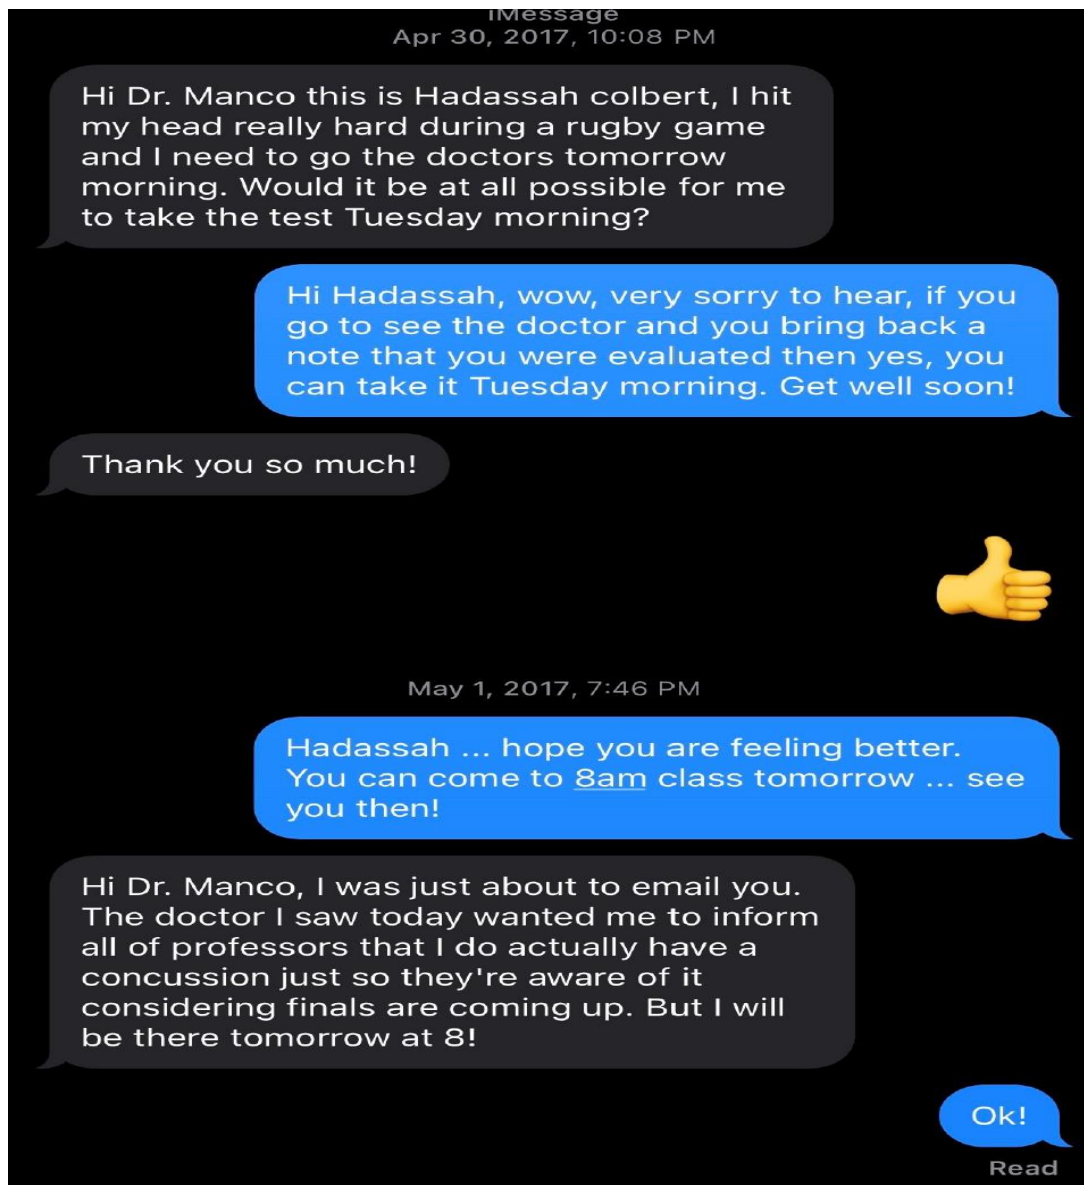 iMessage
Apr 30, 2017, 10:08 PM
Hi Dr. Manco this is Hadassah colbert, I hit
my head really hard during a rugby game
and I need to go the doctors tomorrow
morning. Would it be at all possible for me
to take the test Tuesday morning?
Hi Hadassah, wow, very sorry to hear, if you
go to see the doctor and you bring back a
note that you were evaluated then yes, you
can take it Tuesday morning. Get well soon!
Thank you so much!
May 1, 2017, 7:46 PM
Hadassah ... hope you are feeling better.
You can come to 8am class tomorrow ... see
you then!
Hi Dr. Manco, I was just about to email you.
The doctor I saw today wanted me to inform
all of professors that I do actually have a
concussion just so they're aware of it
considering finals are coming up. But I will
be there tomorrow at 8!
Ok!
Read